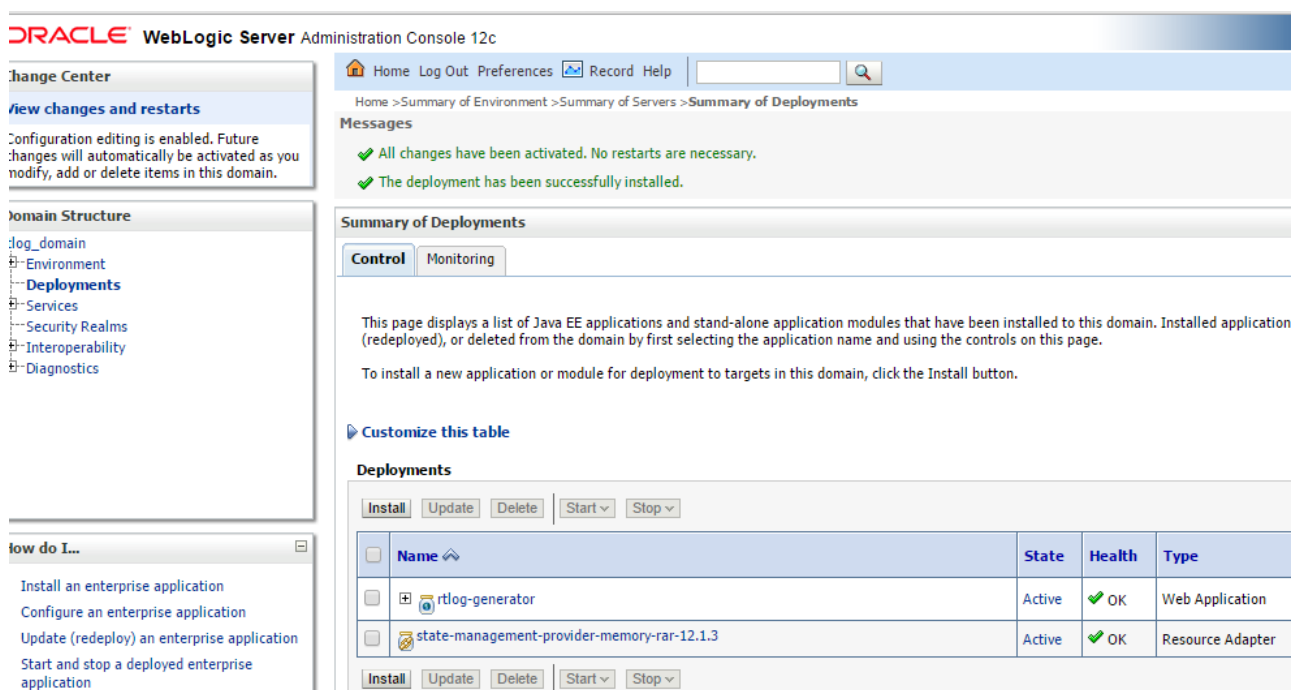 ORACLE WebLogic Server Administration Console 12c
Change Center
View changes and restarts
Configuration editing is enabled. Future
changes will automatically be activated as you
modify, add or delete items in this domain.
Domain Structure
tlog_domain
Environment
Deployments
Services
Security Realms
Interoperability
Diagnostics
How do I...
Install an enterprise application
Configure an enterprise application
Update (redeploy) an enterprise application
Start and stop a deployed enterprise
application
Home Log Out Preferences Record Help
Home >Summary of Environment >Summary of Servers >Summary of Deployments
Messages
All changes have been activated. No restarts are necessary.
The deployment has been successfully installed.
Summary of Deployments
Control Monitoring
This page displays a list of Java EE applications and stand-alone application modules that have been installed to this domain. Installed application
(redeployed), or deleted from the domain by first selecting the application name and using the controls on this page.
To install a new application or module for deployment to targets in this domain, click the Install button.
Customize this table
Deployments
Install Update Delete Start Stop
Name State Health Type
rtlog-generator Active OK Web Application
state-management-provider-memory-rar-12.1.3 Active OK Resource Adapter
Install Update Delete Start Stop